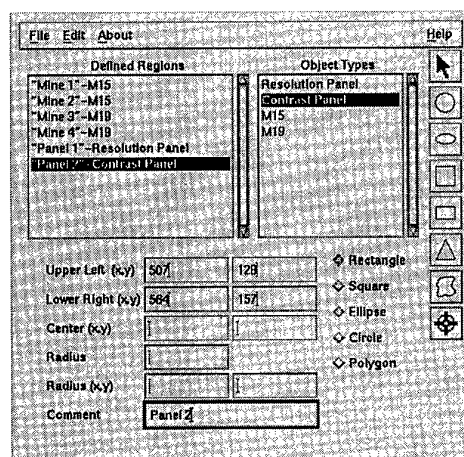 File Edit About Help
Defined Regions
"Mine 1"-M15
"Mine 2"-M15
"Mine 3"-M19
"Mine 4"-M19
"Panel 1"-Resolution Panel
"Panel 2"-Contrast Panel
Object Types
Resolution Panel
Contrast Panel
M15
M19
Upper Left (x,y) 507 128
Lower Right (x,y) 564 157
Center (x,y)
Radius
Radius (x,y)
Comment Panel 2
Rectangle
Square
Ellipse
Circle
Polygon